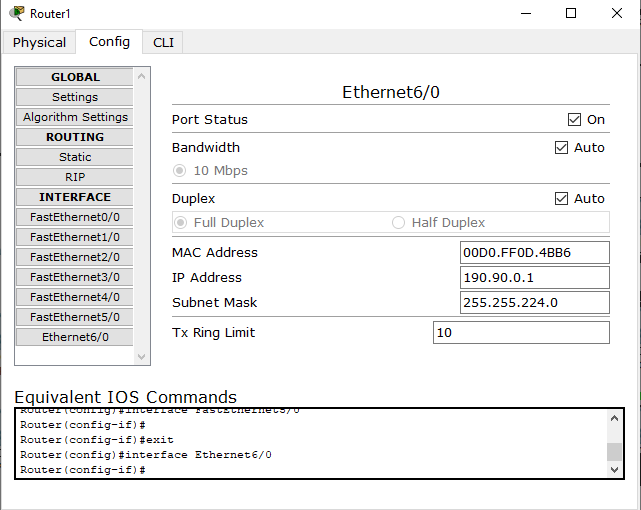 Router1
Physical Config CLI
GLOBAL
Settings
Algorithm Settings
ROUTING
Static
RIP
INTERFACE
FastEthernet0/0
FastEthernet1/0
FastEthernet2/0
FastEthernet3/0
FastEthernet4/0
FastEthernet5/0
Ethernet6/0
Ethernet6/0
Port Status On
Bandwidth Auto
10 Mbps
Duplex Auto
Full Duplex Half Duplex
MAC Address 00D0.FF0D.4BB6
IP Address 190.90.0.1
Subnet Mask 255.255.224.0
Tx Ring Limit 10
Equivalent IOS Commands
Router(config)#interface FastEthernet5/0
Router(config-if)#
Router(config-if)#exit
Router(config)#interface Ethernet6/0
Router(config-if)#